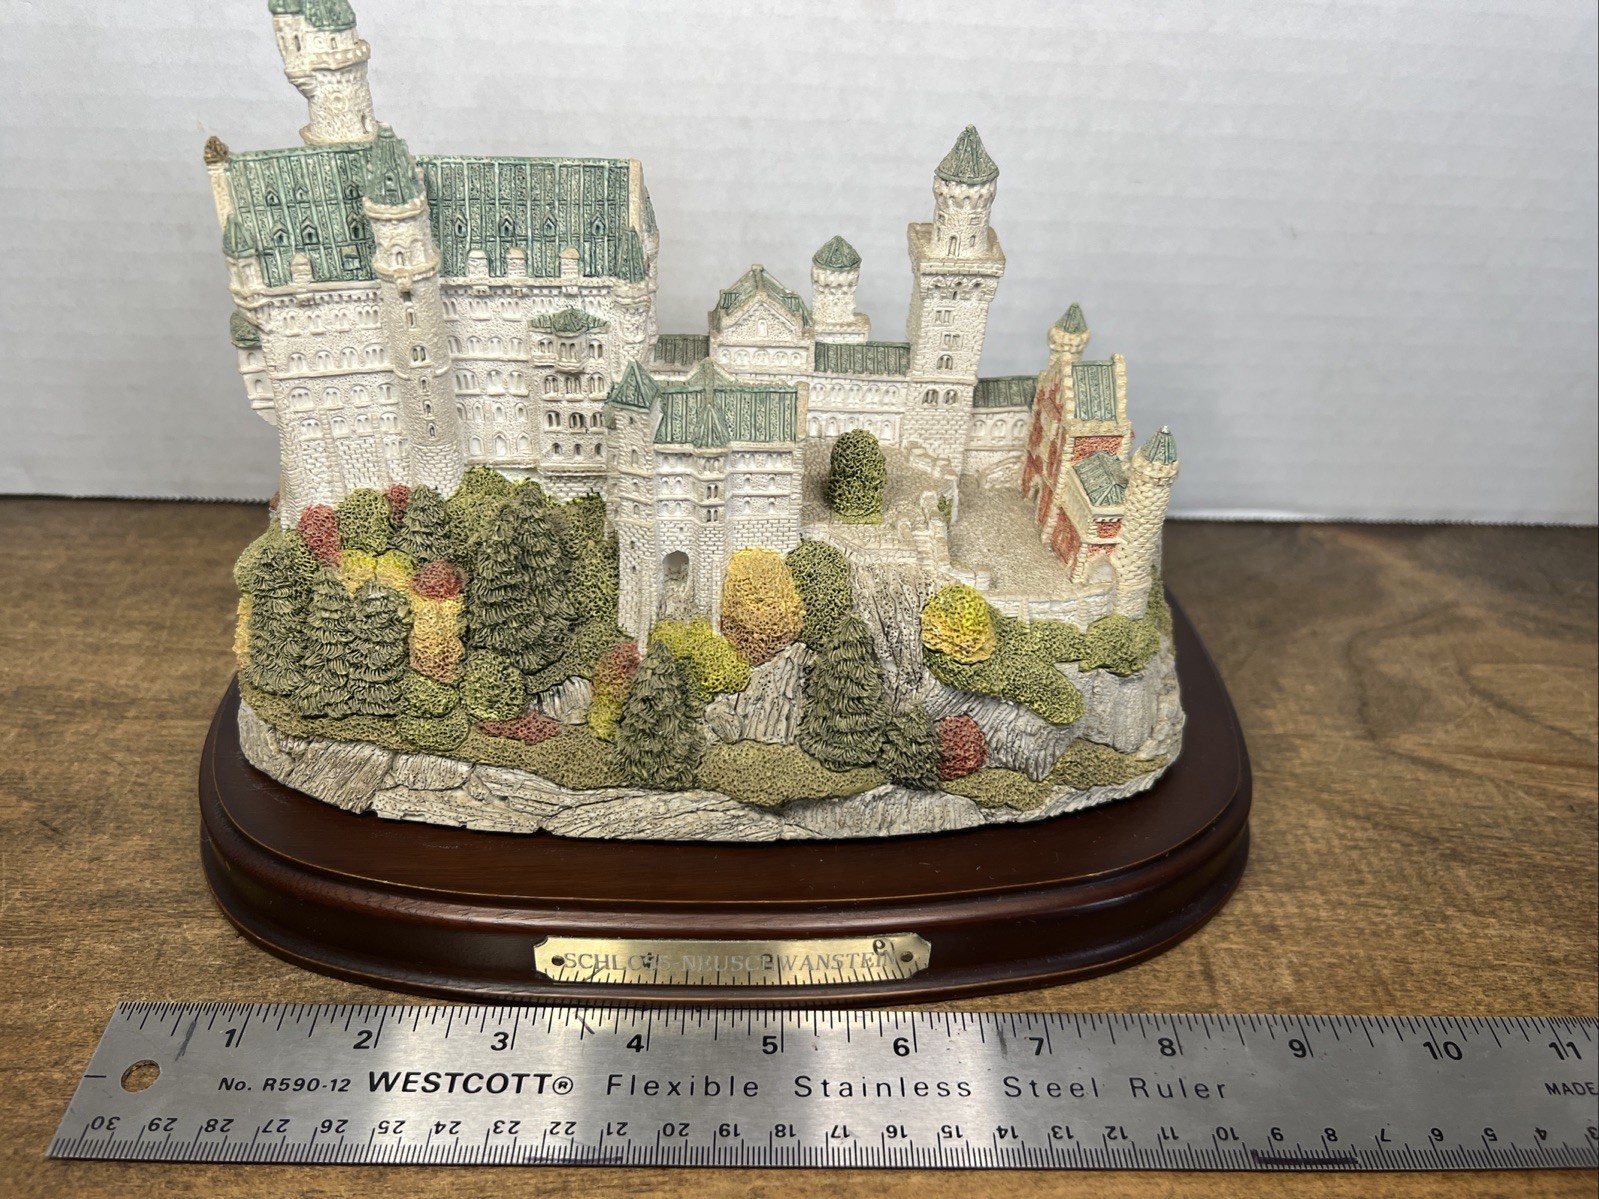 SCHLOSS NEUSCHWANSTEIN
1 2 3 4 5 6 7 8 9 10 11
No. R590-12 WESTCOTT® Flexible Stainless Steel Ruler MADE
30 29 28 27 26 25 24 23 22 21 20 19 18 17 16 15 14 13 12 11 10 9 8 7 6 5 4 3